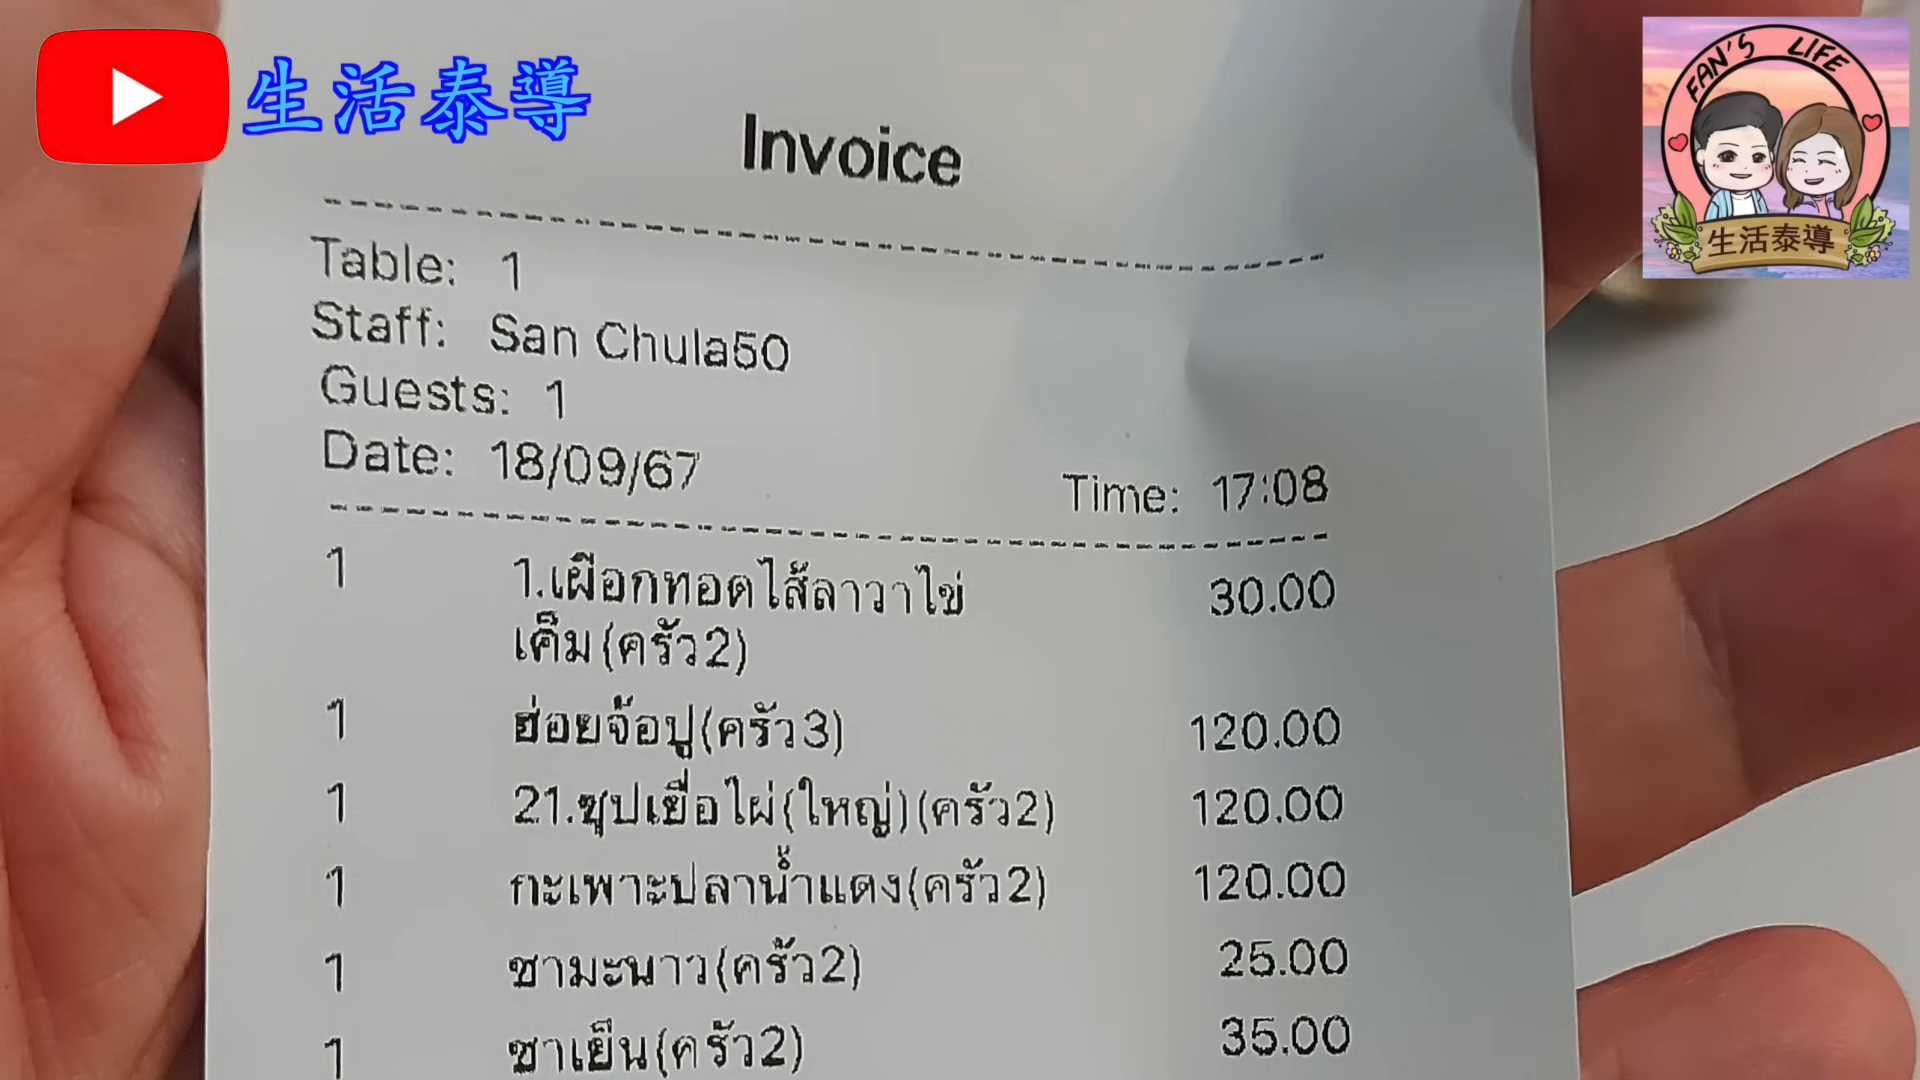 生活泰導
FAN'S LIFE
生活泰導
Invoice
Table: 1
Staff: San Chula50
Guests: 1
Date: 18/09/67 Time: 17:08
1 1.เผือกทอดไส้ลาวาไข่ 30.00
เค็ม(ครัว2)
1 ฮ่อยจ๊อปู(ครัว3) 120.00
1 21.ซุปเยื่อไผ่(ใหญ่)(ครัว2) 120.00
1 กะเพาะปลาน้ำแดง(ครัว2) 120.00
1 ชามะนาว(ครัว2) 25.00
1 ชาเย็น(ครัว2) 35.00